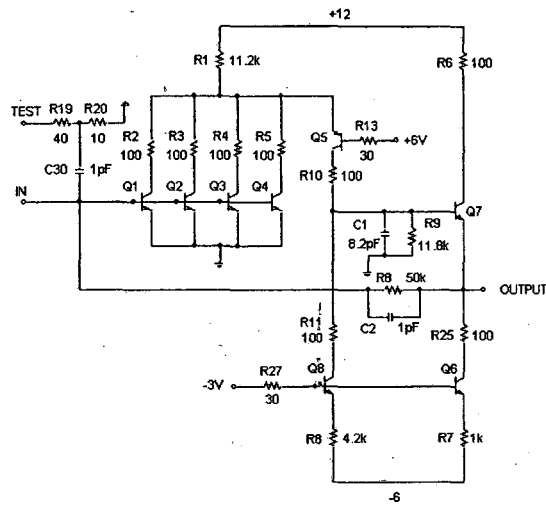 +12
R1 11.2k
R6 100
TEST R19 R20
40 10
R2 100
R3 100
R4 100
R5 100
Q5
R13 30
+6V
C30 1pF
R10 100
IN
Q1 Q2 Q3 Q4
Q7
C1 8.2pF
R9 11.8k
R8 50k
OUTPUT
C2 1pF
R11 100
R25 100
-3V
R27 30
Q8
Q6
R8 4.2k
R7 1k
-6